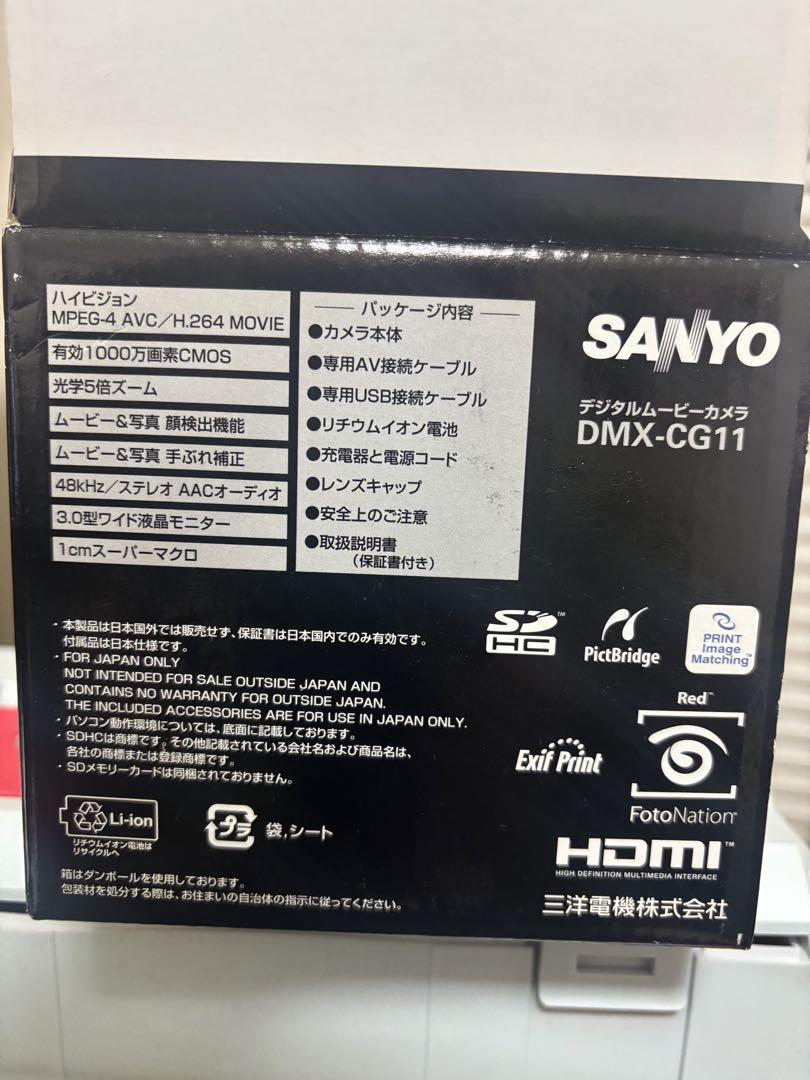 ハイビジョン
MPEG-4 AVC／H.264 MOVIE
有効1000万画素CMOS
光学5倍ズーム
ムービー&写真 顔検出機能
ムービー&写真 手ぶれ補正
48kHz／ステレオ AACオーディオ
3.0型ワイド液晶モニター
1cmスーパーマクロ
パッケージ内容
●カメラ本体
●専用AV接続ケーブル
●専用USB接続ケーブル
●リチウムイオン電池
●充電器と電源コード
●レンズキャップ
●安全上のご注意
●取扱説明書
（保証書付き）
SANYO
デジタルムービーカメラ
DMX-CG11
・本製品は日本国外では販売せず、保証書は日本国内でのみ有効です。
付属品は日本仕様です。
・FOR JAPAN ONLY
NOT INTENDED FOR SALE OUTSIDE JAPAN AND
CONTAINS NO WARRANTY FOR OUTSIDE JAPAN.
THE INCLUDED ACCESSORIES ARE FOR USE IN JAPAN ONLY.
・パソコン動作環境については、底面に記載しております。
・SDHCは商標です。その他記載されている会社名および商品名は、
各社の商標または登録商標です。
・SDメモリーカードは同梱されておりません。
SD™
HC
PictBridge
PRINT
Image
Matching™
Red™
Exif Print
FotoNation™
Li-ion
リチウムイオン電池は
リサイクルへ
プラ 袋，シート
HDMI™
HIGH DEFINITION MULTIMEDIA INTERFACE
箱はダンボールを使用しております。
包装材を処分する際は、お住まいの自治体の指示に従ってください。
三洋電機株式会社